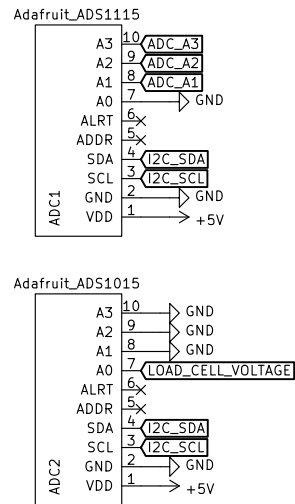 Adafruit_ADS1115
A3 10 ADC_A3
A2 9 ADC_A2
A1 8 ADC_A1
A0 7 GND
ALRT 6
ADDR 5
SDA 4 I2C_SDA
SCL 3 I2C_SCL
GND 2 GND
VDD 1 +5V
ADC1
Adafruit_ADS1015
A3 10 GND
A2 9 GND
A1 8 GND
A0 7 LOAD_CELL_VOLTAGE
ALRT 6
ADDR 5
SDA 4 I2C_SDA
SCL 3 I2C_SCL
GND 2 GND
VDD 1 +5V
ADC2